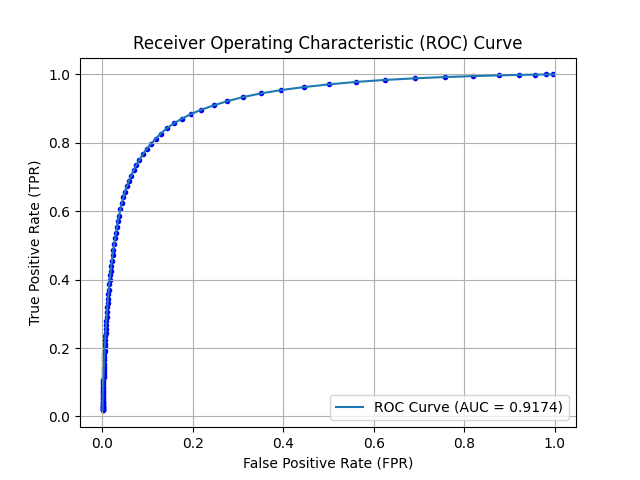 Receiver Operating Characteristic (ROC) Curve
True Positive Rate (TPR)
1.0
0.8
0.6
0.4
0.2
0.0
ROC Curve (AUC = 0.9174)
0.0 0.2 0.4 0.6 0.8 1.0
False Positive Rate (FPR)